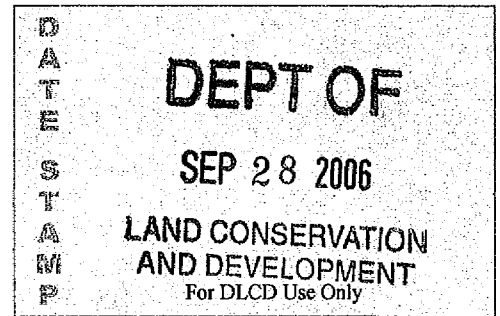 DATE STAMP
DEPT OF
SEP 28 2006
LAND CONSERVATION
AND DEVELOPMENT
For DLCD Use Only